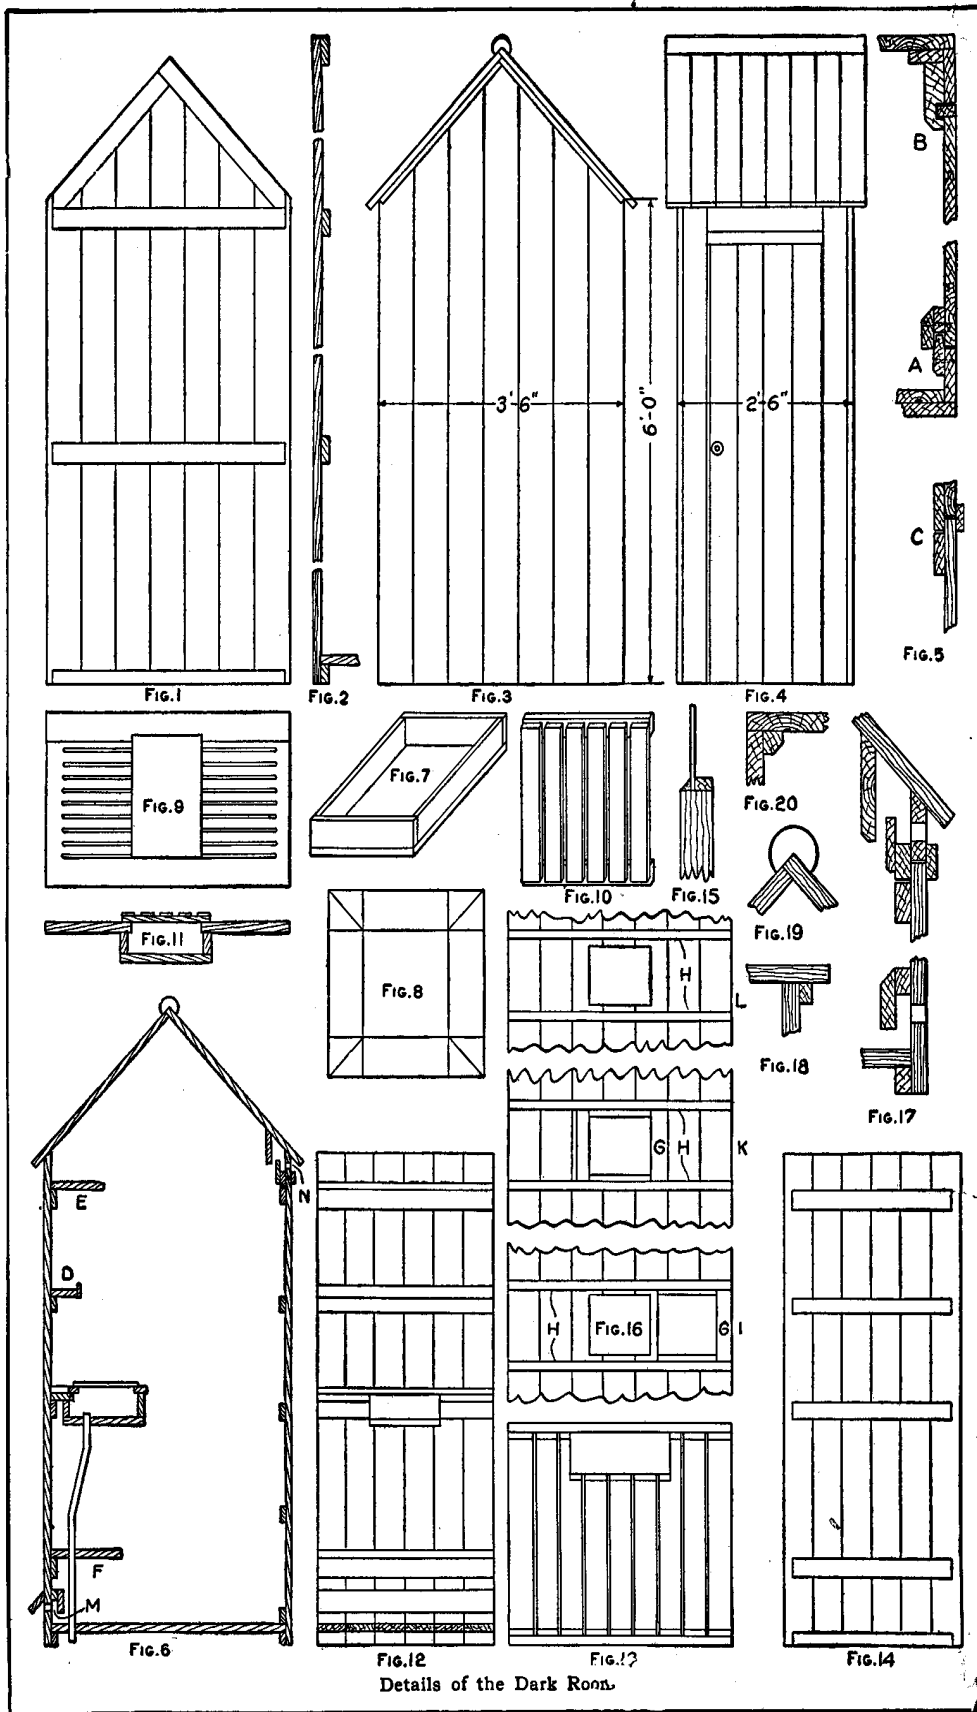 B
3'-6"
6'-0"
2'-6"
A
C
FIG.5
FIG.1
FIG.2
FIG.3
FIG.4
FIG.7
FIG.9
FIG.20
FIG.10
FIG.15
FIG.19
FIG.11
FIG.8
H
L
FIG.18
FIG.17
G H K
E
N
D
H FIG.16 G I
F
M
FIG.6
FIG.12
FIG.13
FIG.14
Details of the Dark Room